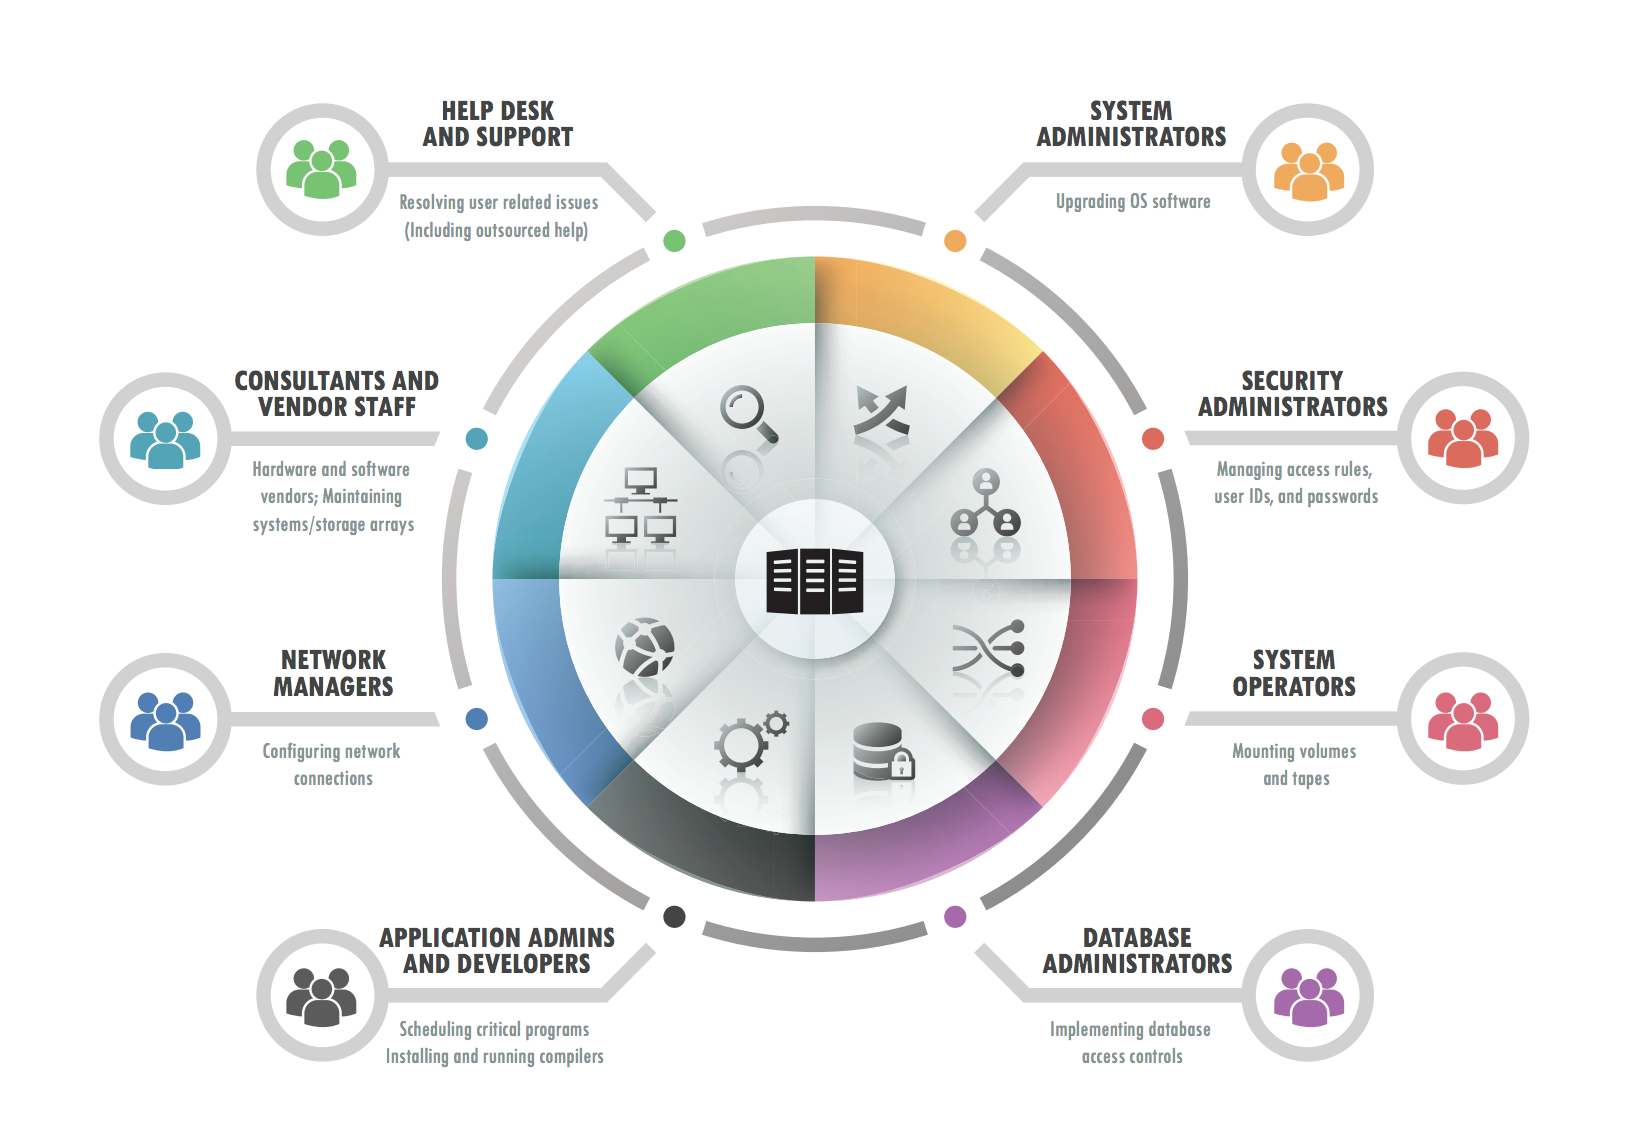 HELP DESK
AND SUPPORT
Resolving user related issues
(Including outsourced help)
SYSTEM
ADMINISTRATORS
Upgrading OS software
CONSULTANTS AND
VENDOR STAFF
Hardware and software
vendors; Maintaining
systems/storage arrays
SECURITY
ADMINISTRATORS
Managing access rules,
user IDs, and passwords
NETWORK
MANAGERS
Configuring network
connections
SYSTEM
OPERATORS
Mounting volumes
and tapes
APPLICATION ADMINS
AND DEVELOPERS
Scheduling critical programs
Installing and running compilers
DATABASE
ADMINISTRATORS
Implementing database
access controls